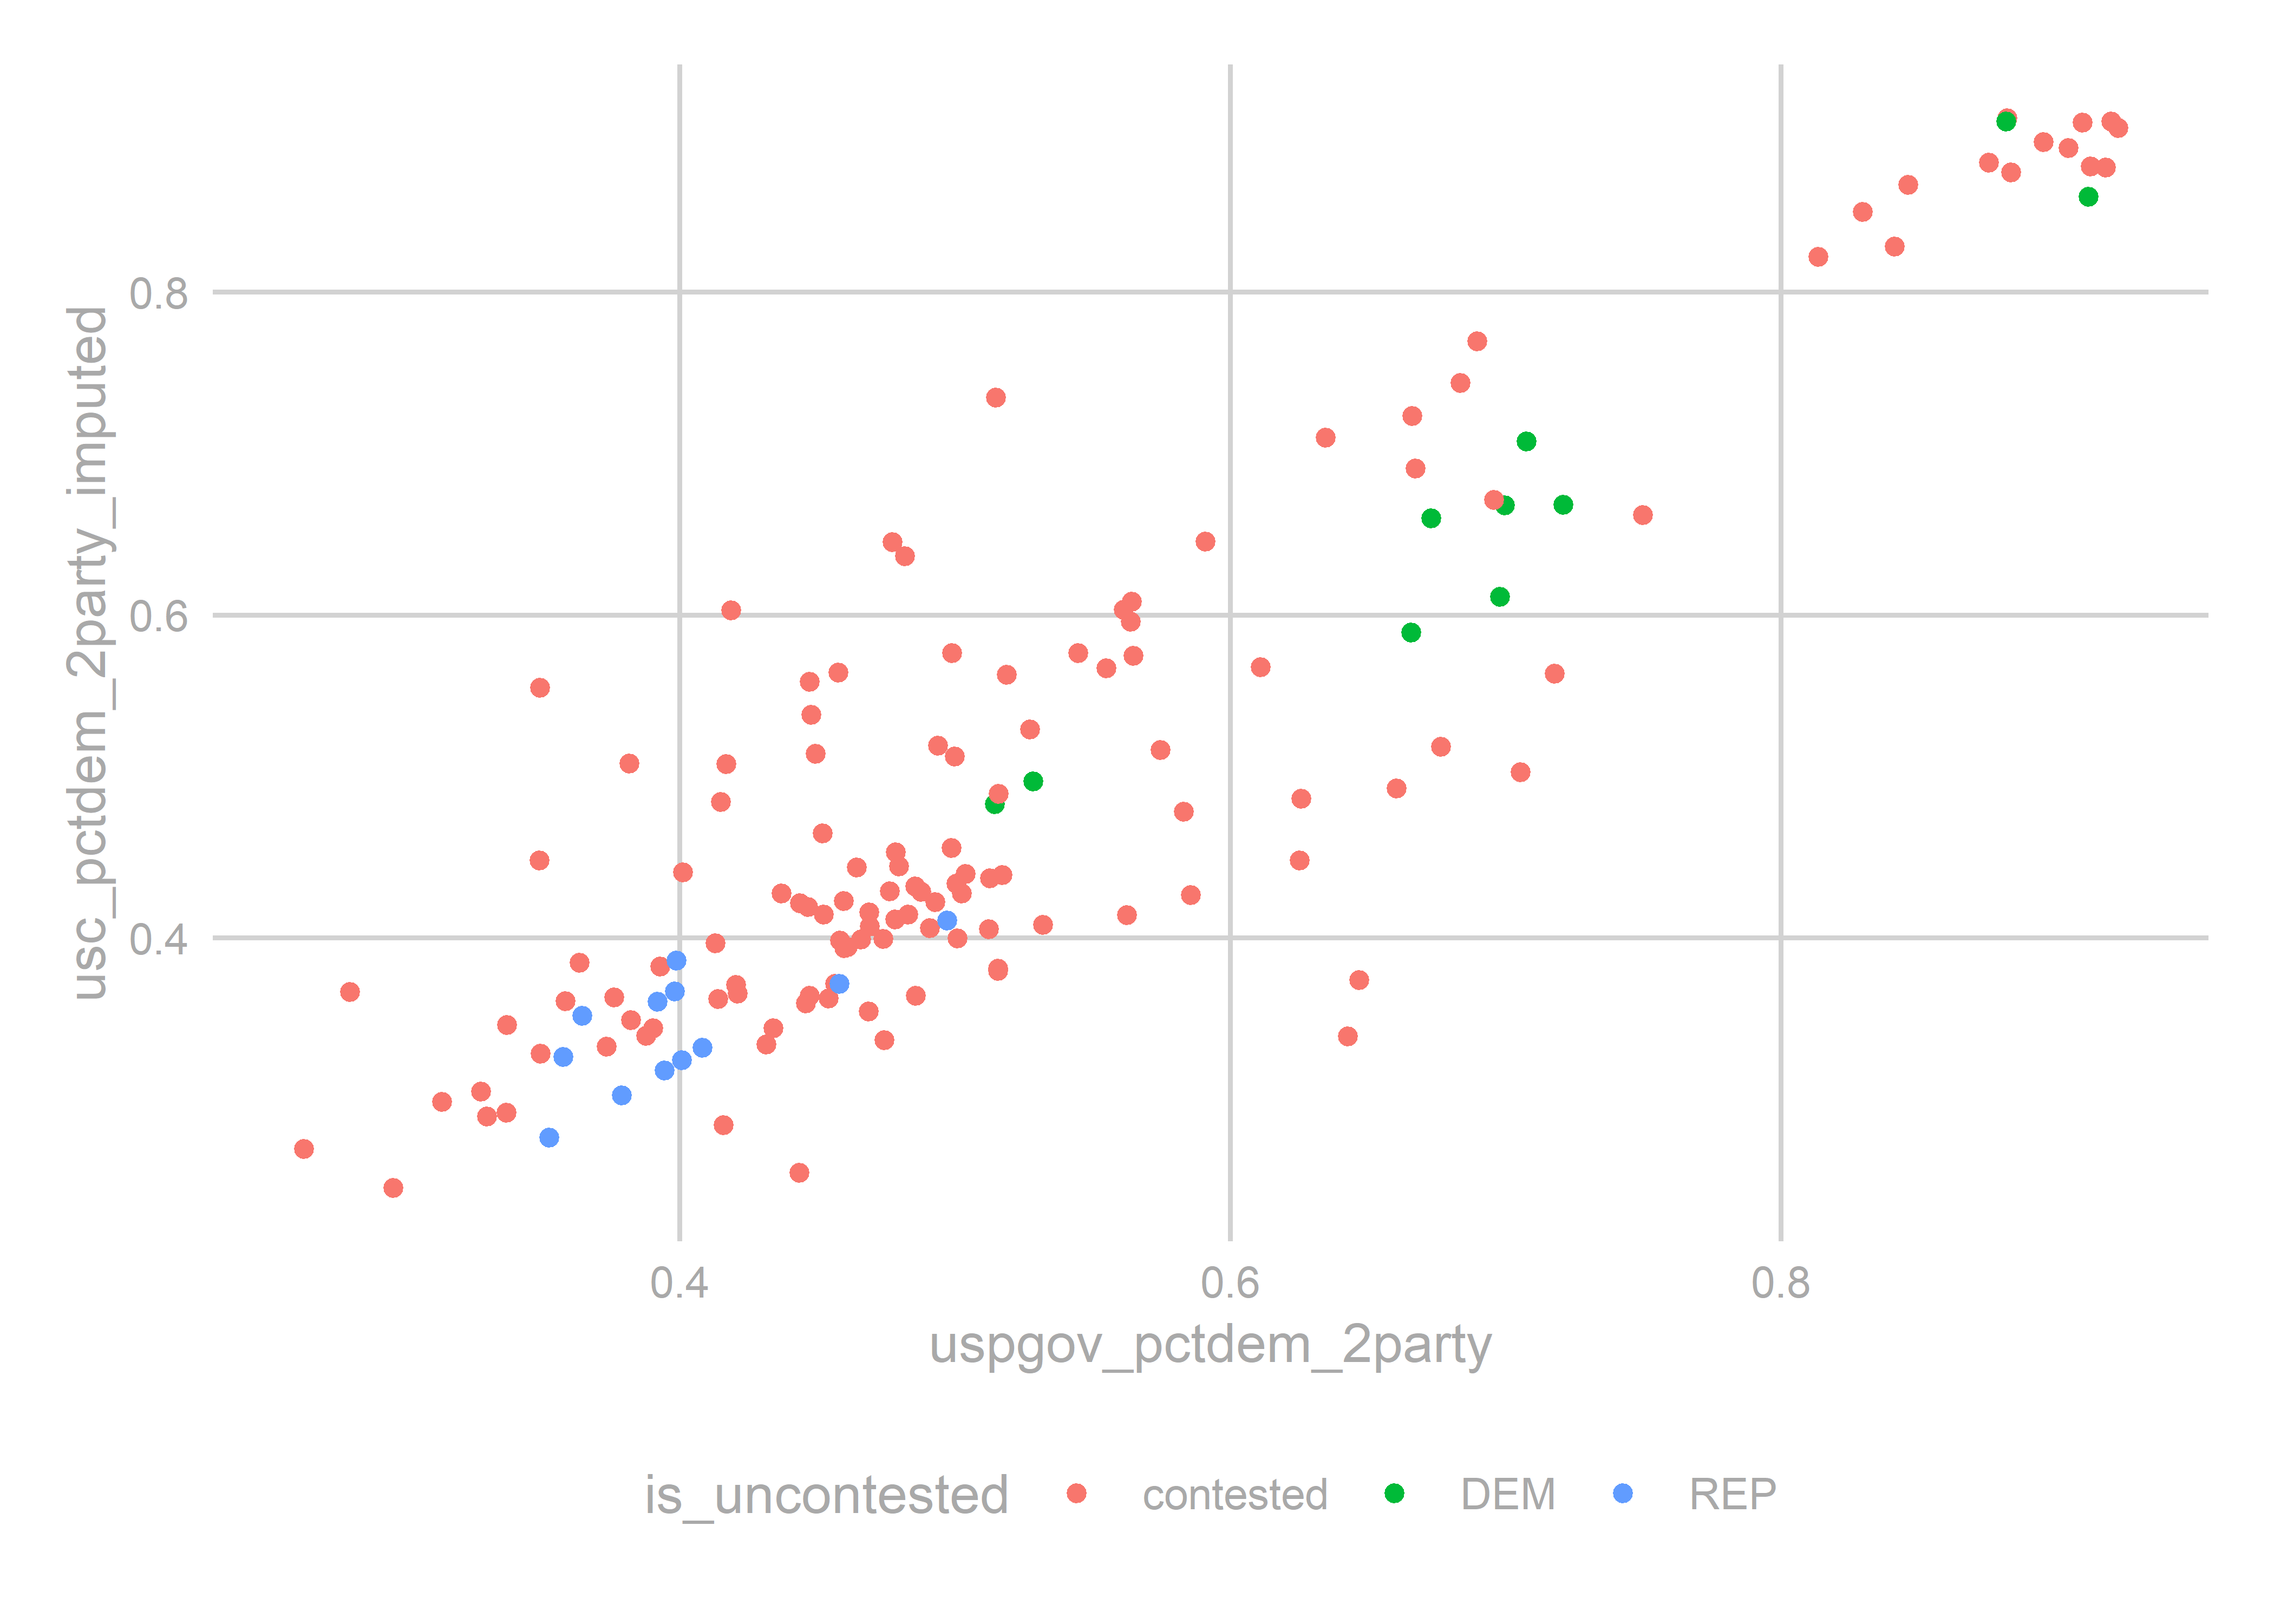 usc_pctdem_2party_imputed
0.8
0.6
0.4
0.4 0.6 0.8
uspgov_pctdem_2party
is_uncontested contested DEM REP